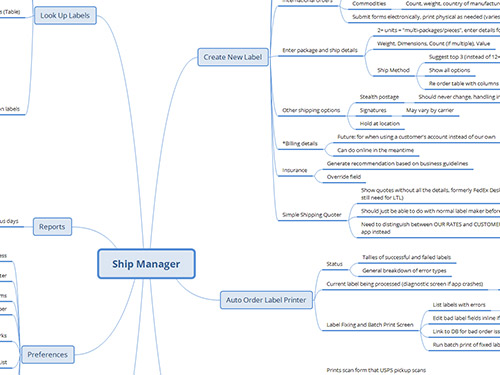 s (Table)
Look Up Labels
n labels
us days
Reports
Ship Manager
Preferences
ess
ter
ms
per
rks
List
Create New Label
International orders
Commodities
Count, weight, country of manufactur
Submit forms electronically, print physical as needed (varies
Enter package and ship details
2+ units = "multi-packages/pieces", enter details fo
Weight, Dimensions, Count (if multiple), Value
Ship Method
Suggest top 3 (instead of 12+
Show all options
Re order table with columns
Other shipping options
Stealth postage
Should never change, handling in
Signatures
May vary by carrier
Hold at location
*Billing details
Future: for when using a customer's account instead of our own
Can do online in the meantime
Insurance
Generate recommendation based on business guidelines
Override field
Simple Shipping Quoter
Show quotes without all the details, formerly FedEx Desk
still need for LTL)
Should just be able to do with normal label maker before
Need to distinguish between OUR RATES and CUSTOME
app instead
Auto Order Label Printer
Status
Tallies of successful and failed labels
General breakdown of error types
Current label being processed (diagnostic screen if app crashes)
Label Fixing and Batch Print Screen
List labels with errors
Edit bad label fields inline if
Link to DB for bad order iss
Run batch print of fixed lab
Prints scan form that USPS pickup scans